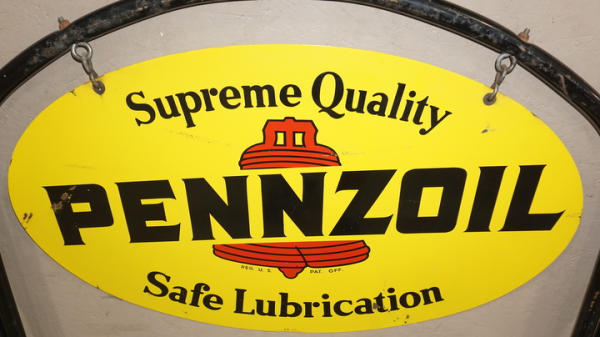 Supreme Quality
PENNZOIL
REG. U.S. PAT. OFF.
Safe Lubrication